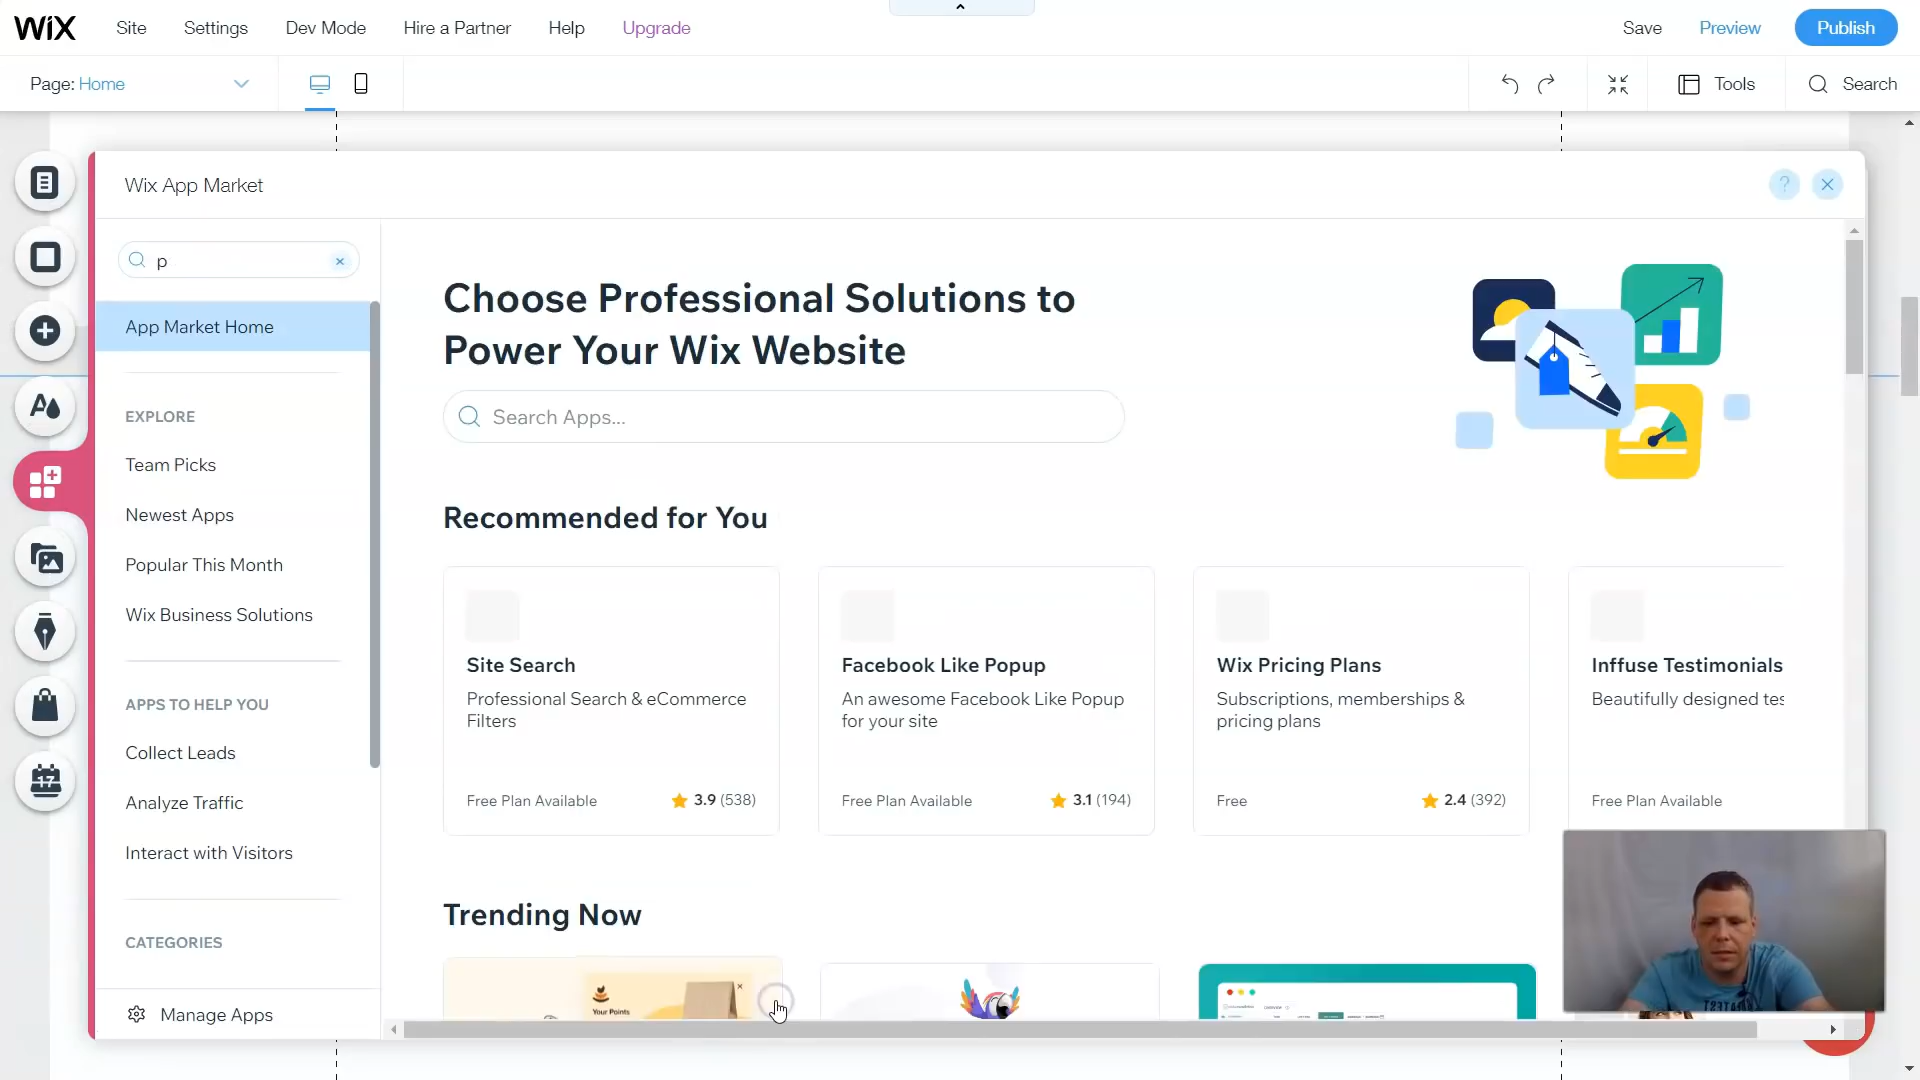 WiX
Site
Settings
Dev Mode
Hire a Partner
Help
Upgrade
Save
Preview
Publish
Page: Home
Tools
Search
Wix App Market
?
p
App Market Home
EXPLORE
Team Picks
Newest Apps
Popular This Month
Wix Business Solutions
APPS TO HELP YOU
Collect Leads
Analyze Traffic
Interact with Visitors
CATEGORIES
Manage Apps
17
Choose Professional Solutions to
Power Your Wix Website
Search Apps...
Recommended for You
Site Search
Professional Search & eCommerce
Filters
Free Plan Available
3.9 (538)
Facebook Like Popup
An awesome Facebook Like Popup
for your site
Free Plan Available
3.1 (194)
Wix Pricing Plans
Subscriptions, memberships &
pricing plans
Free
2.4 (392)
Inffuse Testimonials
Beautifully designed tes
Free Plan Available
Trending Now
Your Points